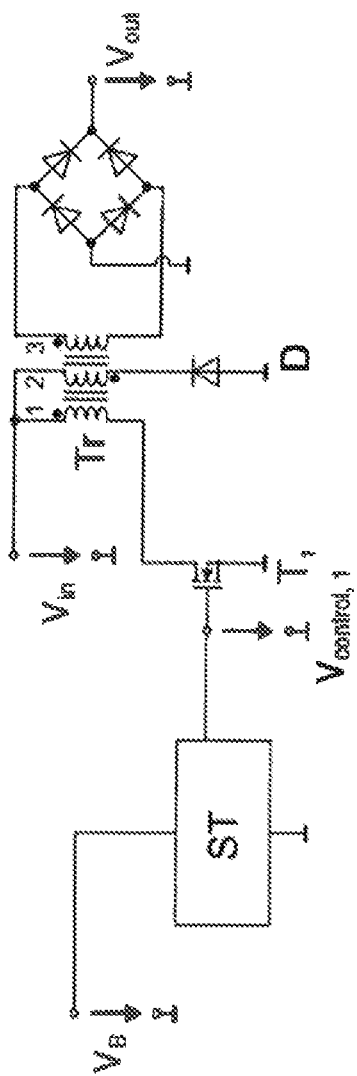 V_B
ST
V_control, 1
T_1
V_in
Tr
1
2
3
D
V_out